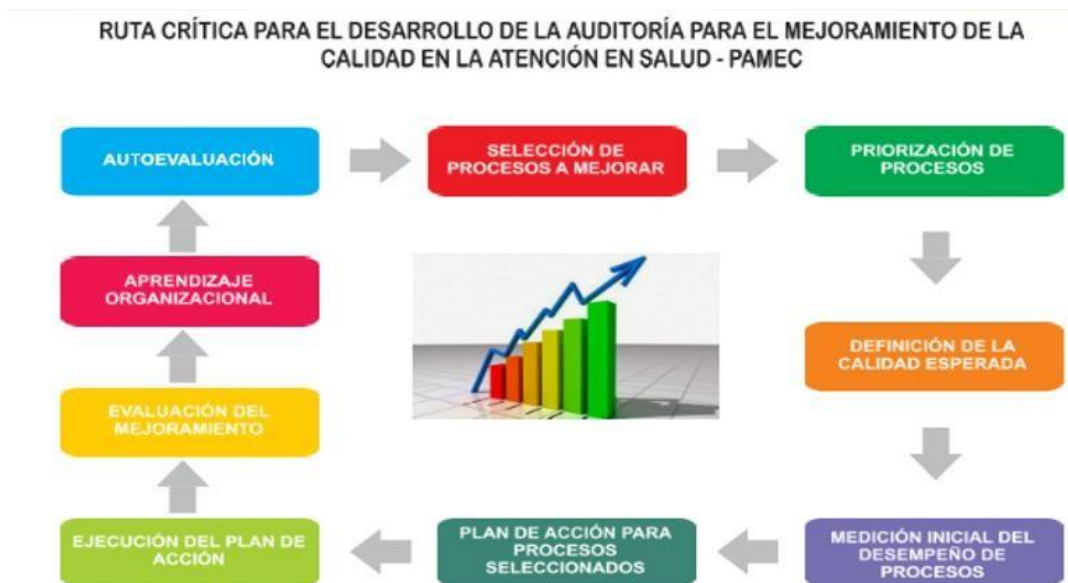 RUTA CRÍTICA PARA EL DESARROLLO DE LA AUDITORÍA PARA EL MEJORAMIENTO DE LA
CALIDAD EN LA ATENCIÓN EN SALUD - PAMEC
AUTOEVALUACIÓN
SELECCIÓN DE
PROCESOS A MEJORAR
PRIORIZACIÓN DE
PROCESOS
DEFINICIÓN DE LA
CALIDAD ESPERADA
MEDICIÓN INICIAL DEL
DESEMPEÑO DE
PROCESOS
PLAN DE ACCIÓN PARA
PROCESOS
SELECCIONADOS
EJECUCIÓN DEL PLAN DE
ACCIÓN
EVALUACIÓN DEL
MEJORAMIENTO
APRENDIZAJE
ORGANIZACIONAL